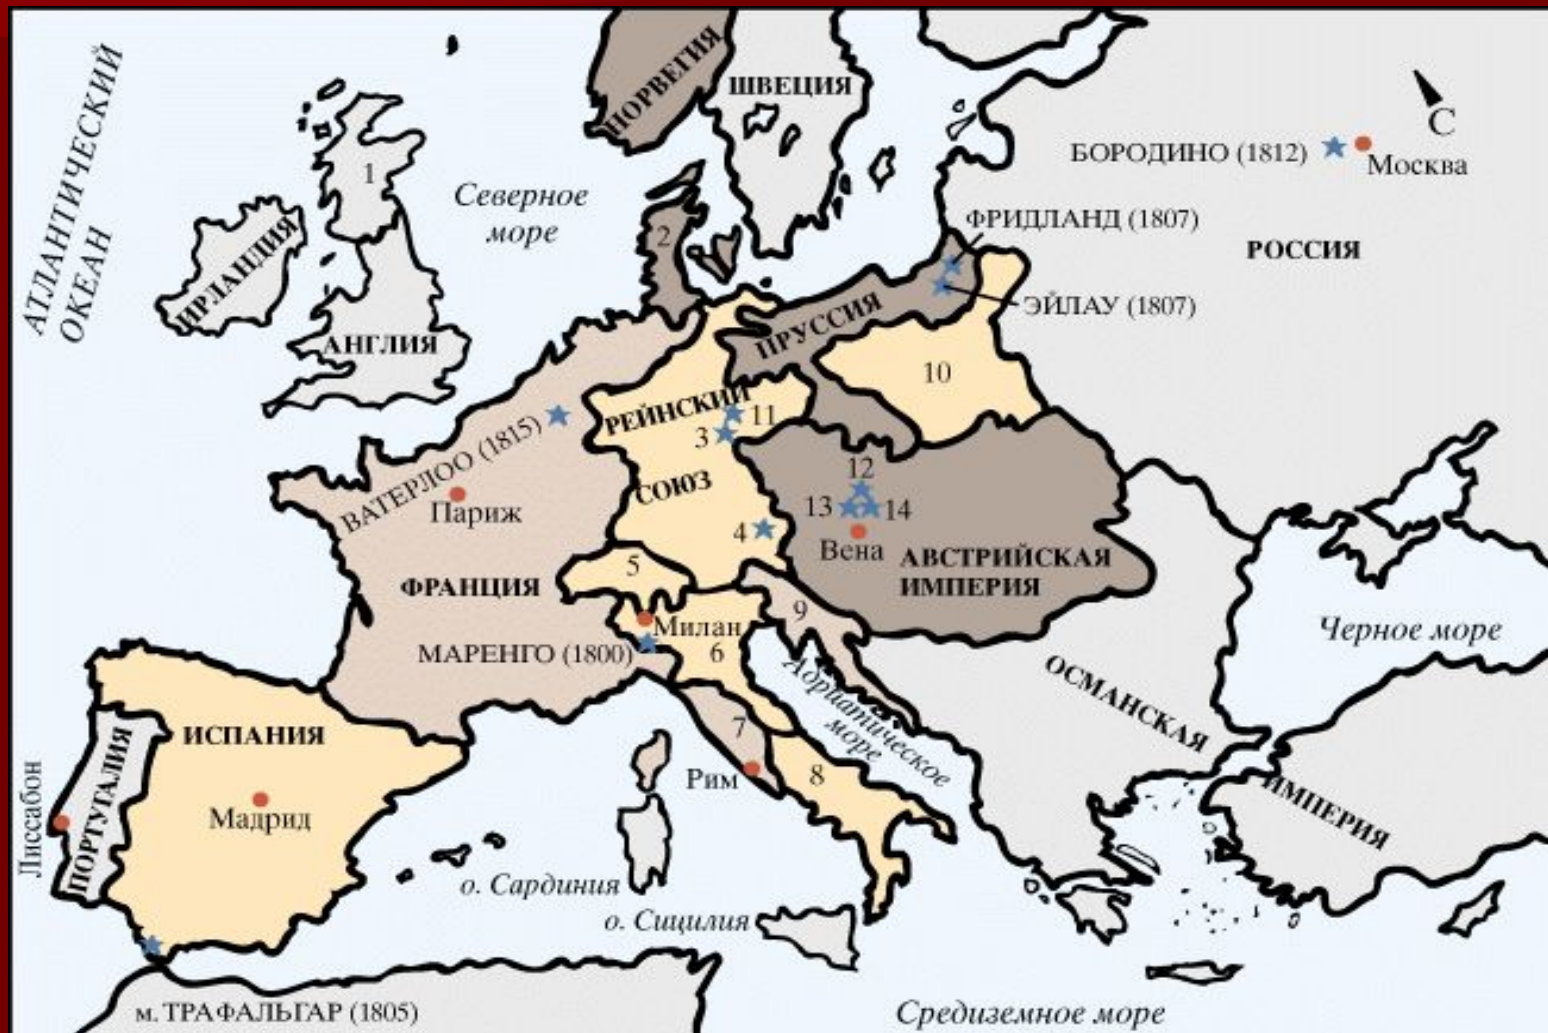 АТЛАНТИЧЕСКИЙ
ОКЕАН
НОРВЕГИЯ
ШВЕЦИЯ
С
БОРОДИНО (1812)
Москва
1
Северное
море
2
ФРИДЛАНД (1807)
РОССИЯ
ИРЛАНДИЯ
ЭЙЛАУ (1807)
АНГЛИЯ
ПРУССИЯ
10
РЕЙНСКИЙ
СОЮЗ
11
3
ВАТЕРЛОО (1815)
Париж
12
13
14
4
Вена
АВСТРИЙСКАЯ
ИМПЕРИЯ
ФРАНЦИЯ
5
9
Милан
6
МАРЕНГО (1800)
Черное море
Адриатическое
море
ОСМАНСКАЯ
ИМПЕРИЯ
ИСПАНИЯ
ПОРТУГАЛИЯ
Лиссабон
Мадрид
7
Рим
8
о. Сардиния
о. Сицилия
м. ТРАФАЛЬГАР (1805)
Средиземное море